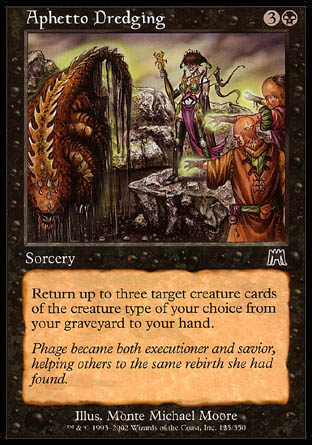 Aphetto Dredging 3
Sorcery
Return up to three target creature cards
of the creature type of your choice from
your graveyard to your hand.
Phage became both executioner and savior,
helping others to the same rebirth she had
found.
Illus. Monte Michael Moore
™ & © 1993-2002 Wizards of the Coast, Inc. 125/350